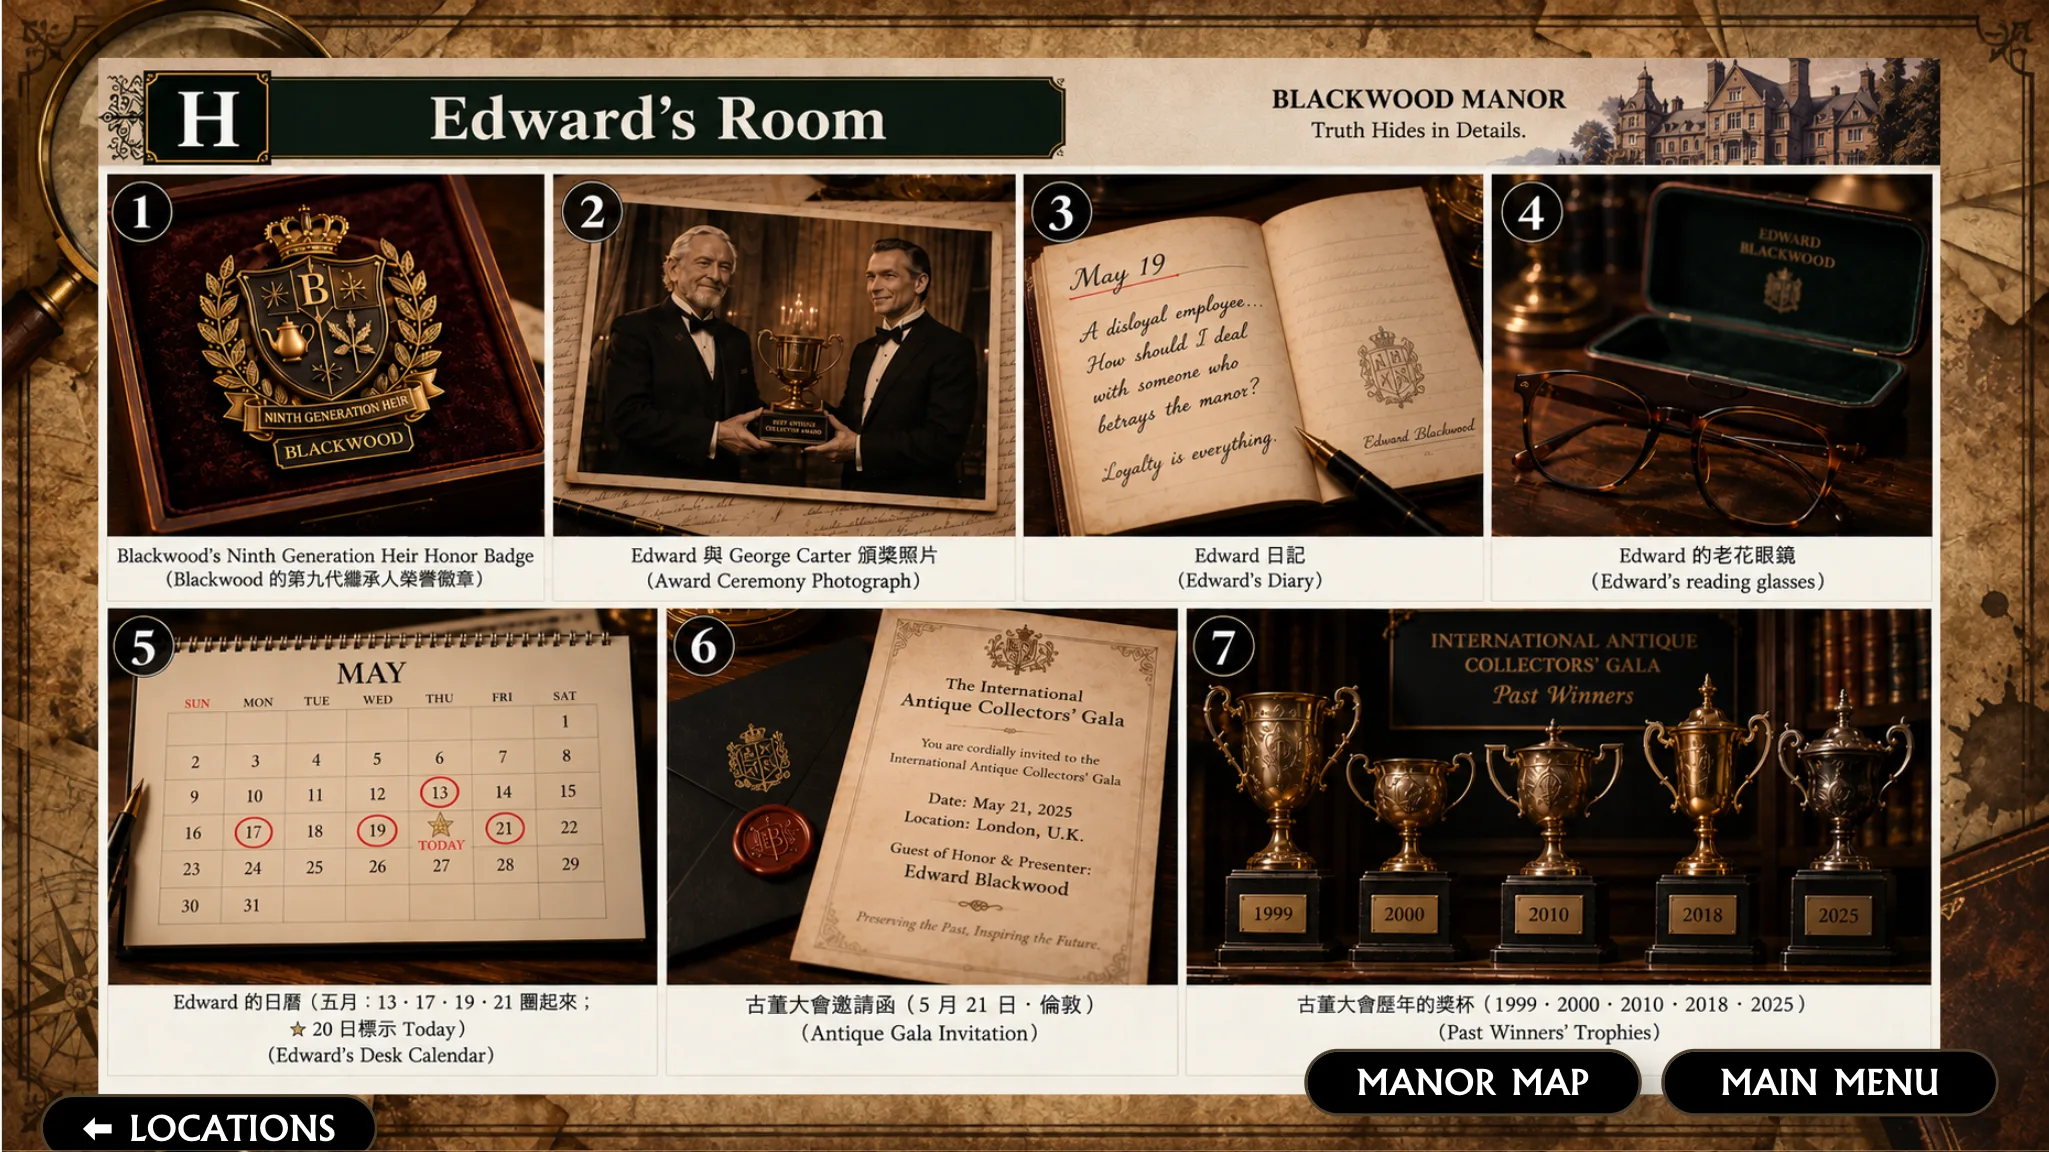 H
Edward's Room
BLACKWOOD MANOR
Truth Hides in Details.
1
B
NINTH GENERATION HEIR
BLACKWOOD
Blackwood's Ninth Generation Heir Honor Badge
（Blackwood 的第九代繼承人榮譽徽章）
2
BEST ANTIQUE
COLLECTOR AWARD
Edward 與 George Carter 頒獎照片
（Award Ceremony Photograph）
3
May 19
A disloyal employee...
How should I deal
with someone who
betrays the manor?
Loyalty is everything.
Edward Blackwood
Edward 日記
（Edward's Diary）
4
EDWARD
BLACKWOOD
Edward 的老花眼鏡
（Edward's reading glasses）
5
MAY
SUN MON TUE WED THU FRI SAT
1
2 3 4 5 6 7 8
9 10 11 12 13 14 15
16 17 18 19 TODAY 21 22
23 24 25 26 27 28 29
30 31
Edward 的日曆（五月：13．17．19．21 圈起來；
☆ 20 日標示 Today）
（Edward's Desk Calendar）
6
The International
Antique Collectors' Gala
You are cordially invited to the
International Antique Collectors' Gala
Date: May 21, 2025
Location: London, U.K.
Guest of Honor & Presenter:
Edward Blackwood
Preserving the Past, Inspiring the Future.
B
古董大會邀請函（5 月 21 日．倫敦）
（Antique Gala Invitation）
7
INTERNATIONAL ANTIQUE
COLLECTORS' GALA
Past Winners
1999 2000 2010 2018 2025
古董大會歷年的獎杯（1999．2000．2010．2018．2025）
（Past Winners' Trophies）
MANOR MAP
MAIN MENU
LOCATIONS